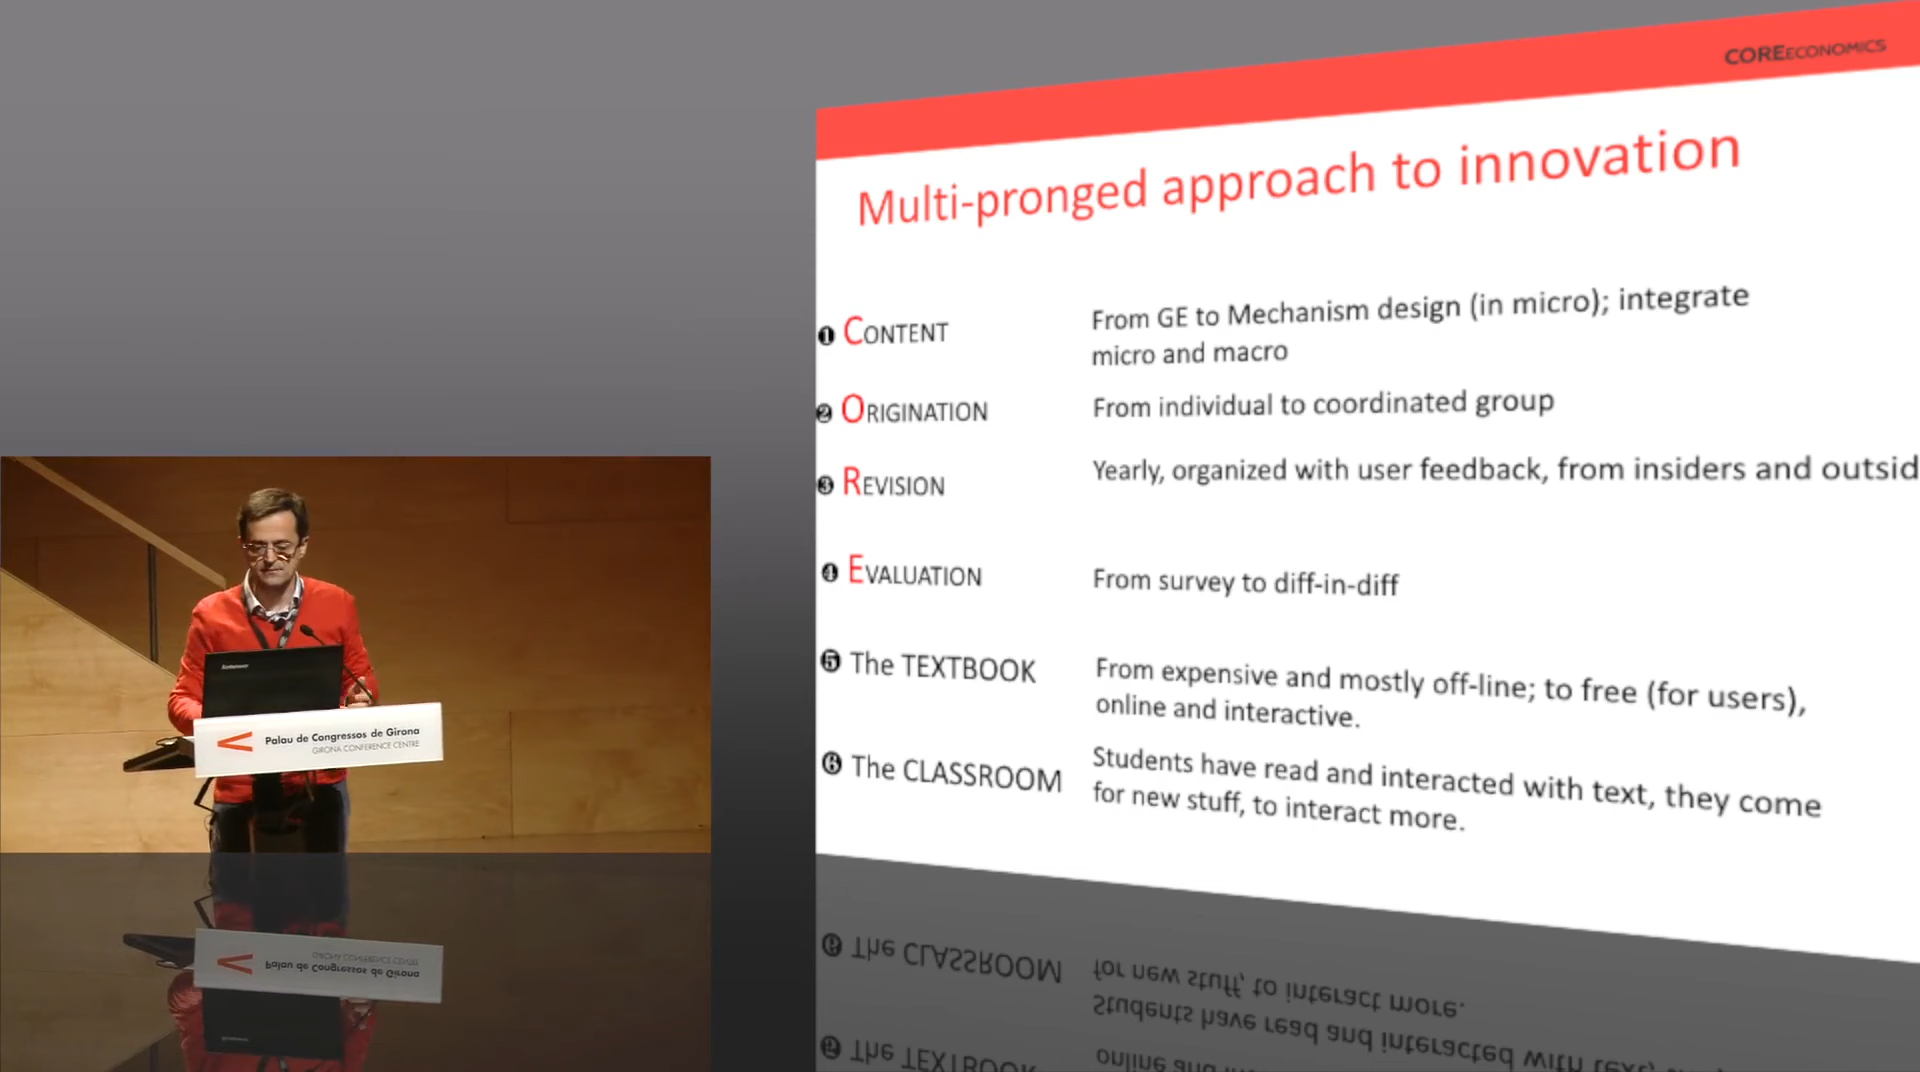 COREECONOMICS
Multi-pronged approach to innovation
❶ CONTENT
From GE to Mechanism design (in micro); integrate
micro and macro
❷ ORIGINATION
From individual to coordinated group
❸ REVISION
Yearly, organized with user feedback, from insiders and outsid
❹ EVALUATION
From survey to diff-in-diff
❺ The TEXTBOOK
From expensive and mostly off-line; to free (for users),
online and interactive.
❻ The CLASSROOM
Students have read and interacted with text, they come
for new stuff, to interact more.
Palau de Congressos de Girona
GIRONA CONFERENCE CENTRE